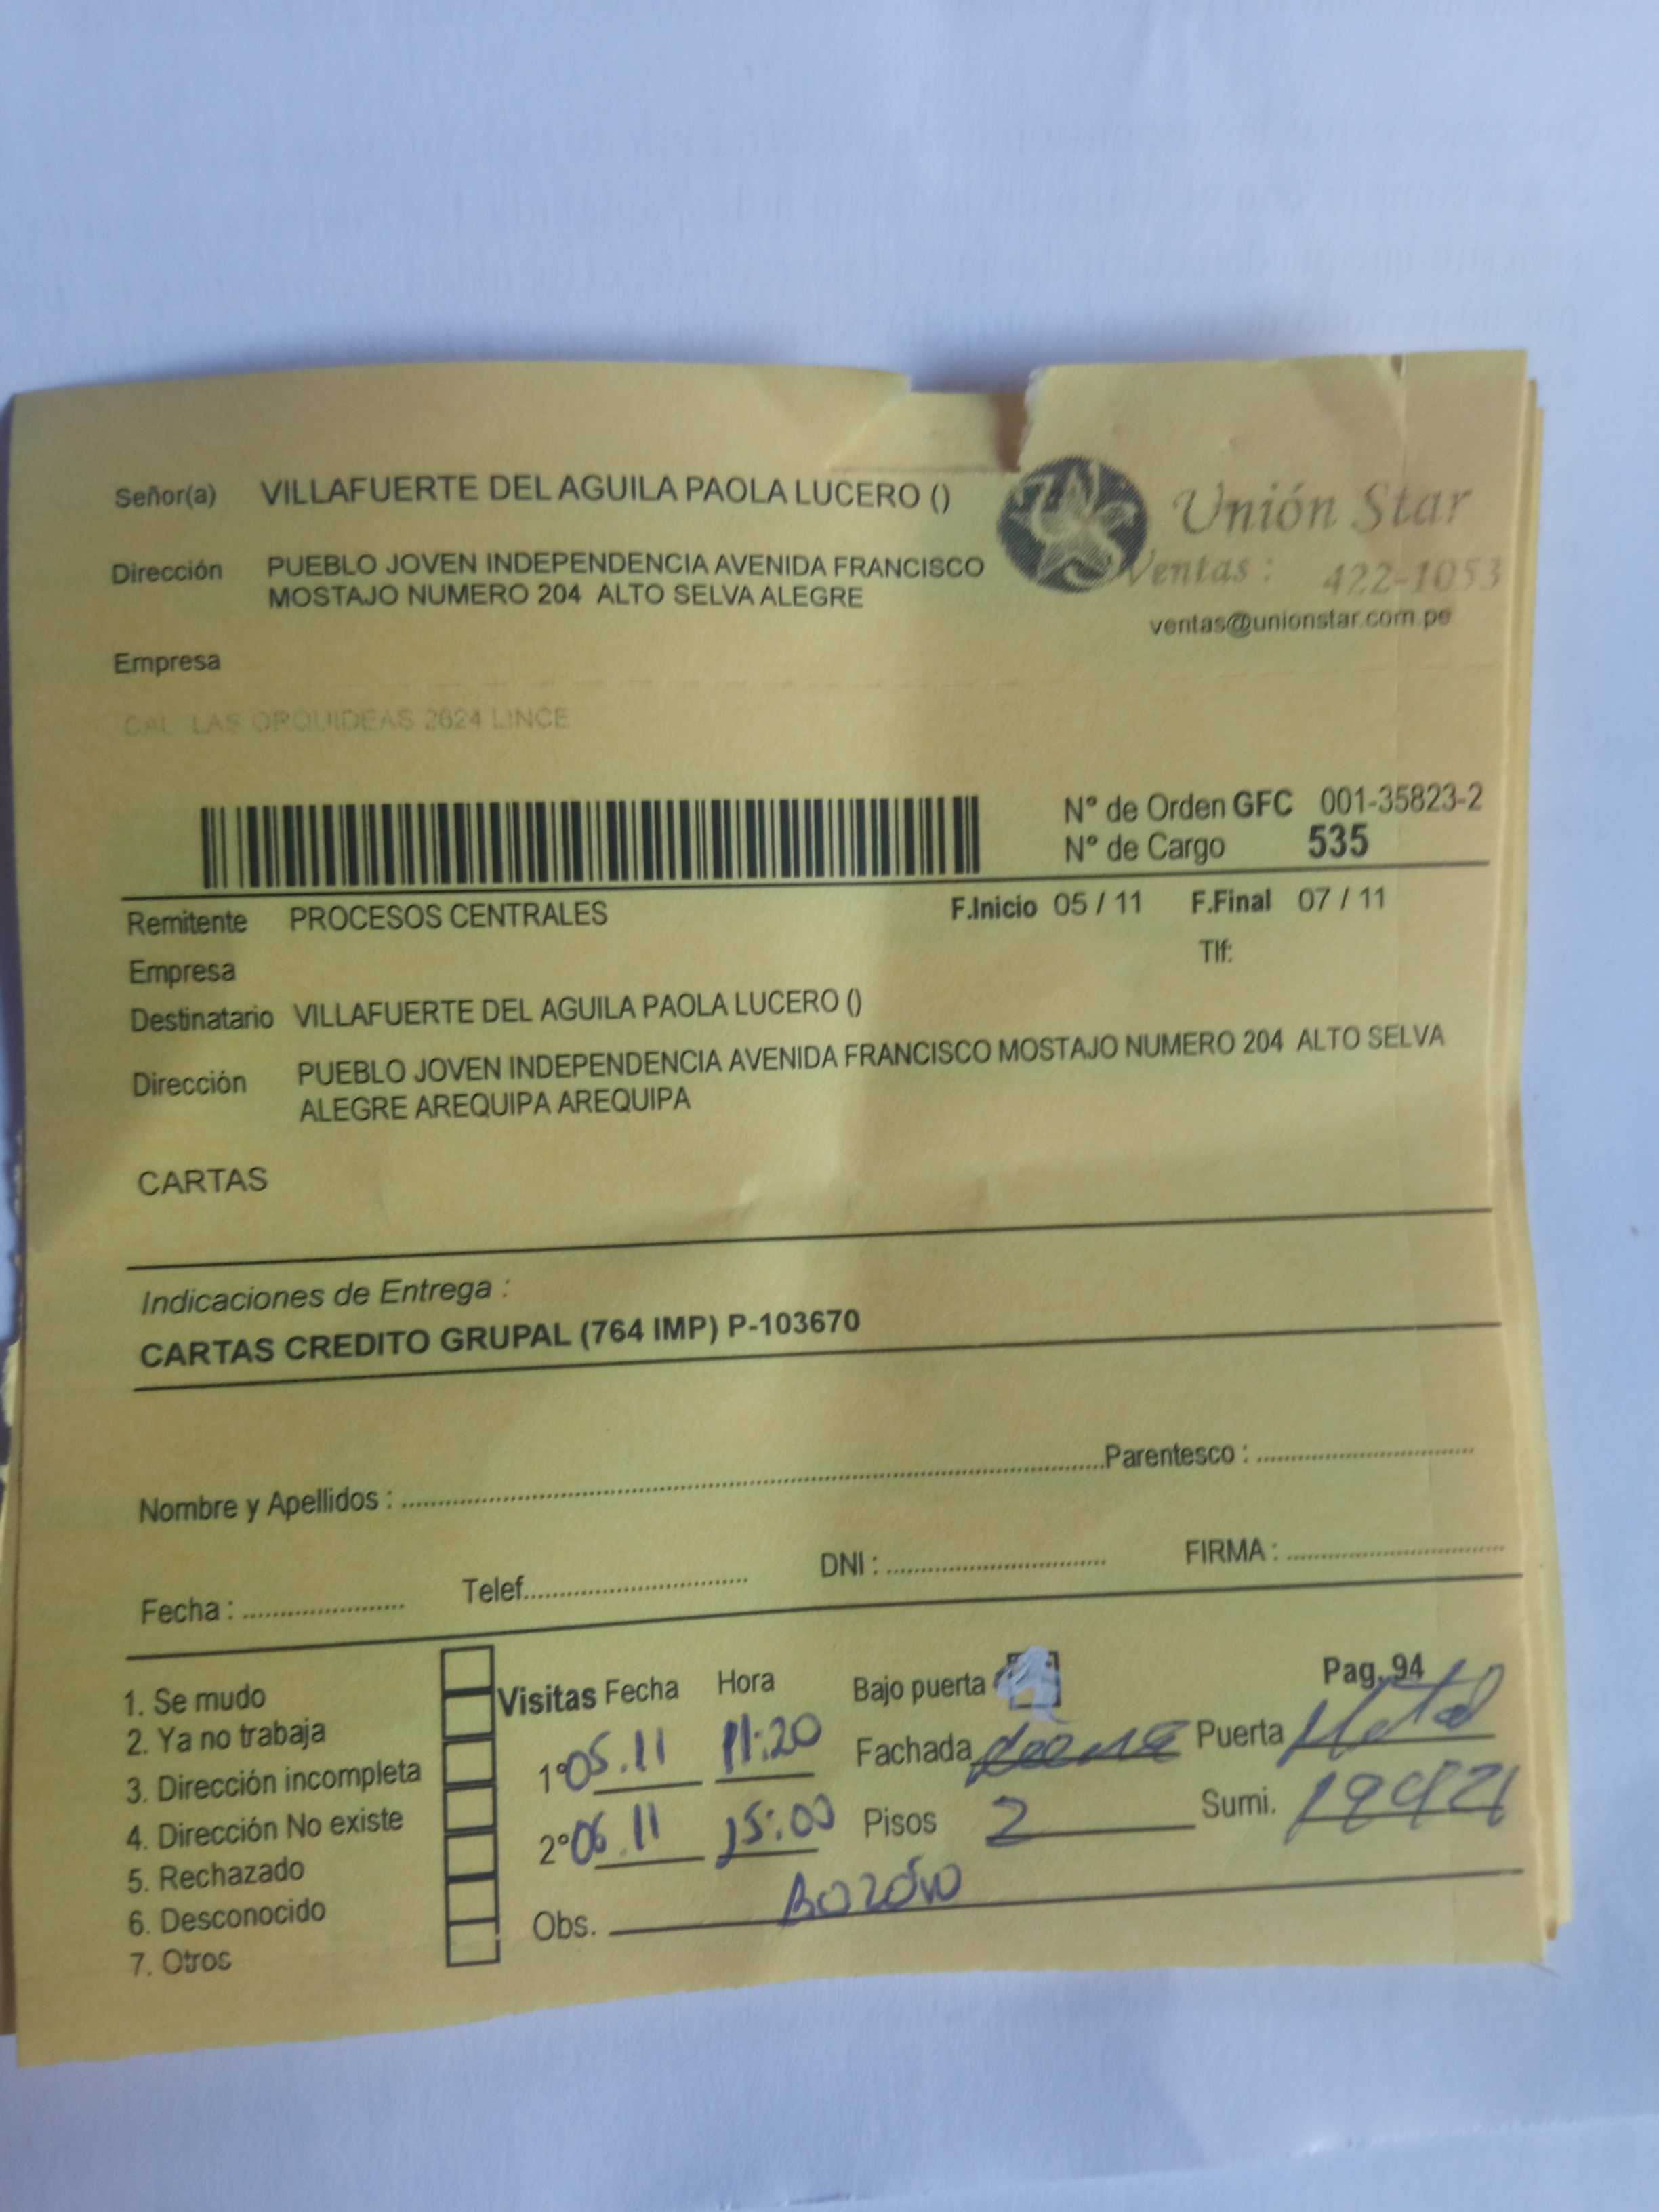 Señor(a) VILLAFUERTE DEL AGUILA PAOLA LUCERO ()
Unión Star
Dirección PUEBLO JOVEN INDEPENDENCIA AVENIDA FRANCISCO
MOSTAJO NUMERO 204 ALTO SELVA ALEGRE
Ventas : 422-1053
ventas@unionstar.com.pe
Empresa
CAL LAS ORQUIDEAS 2624 LINCE
N° de Orden GFC 001-35823-2
N° de Cargo 535
Remitente PROCESOS CENTRALES F.Inicio 05 / 11 F.Final 07 / 11
Empresa Tlf:
Destinatario VILLAFUERTE DEL AGUILA PAOLA LUCERO ()
Dirección PUEBLO JOVEN INDEPENDENCIA AVENIDA FRANCISCO MOSTAJO NUMERO 204 ALTO SELVA
ALEGRE AREQUIPA AREQUIPA
CARTAS
Indicaciones de Entrega :
CARTAS CREDITO GRUPAL (764 IMP) P-103670
Nombre y Apellidos : Parentesco :
Fecha : Telef. DNI : FIRMA :
1. Se mudo
2. Ya no trabaja
3. Dirección incompleta
4. Dirección No existe
5. Rechazado
6. Desconocido
7. Otros
Visitas Fecha Hora Bajo puerta Pag. 94
1° 05.11 11:20 Fachada Puerta Metal
2° 06.11 15:00 Pisos 2 Sumi.
Obs. Bozón